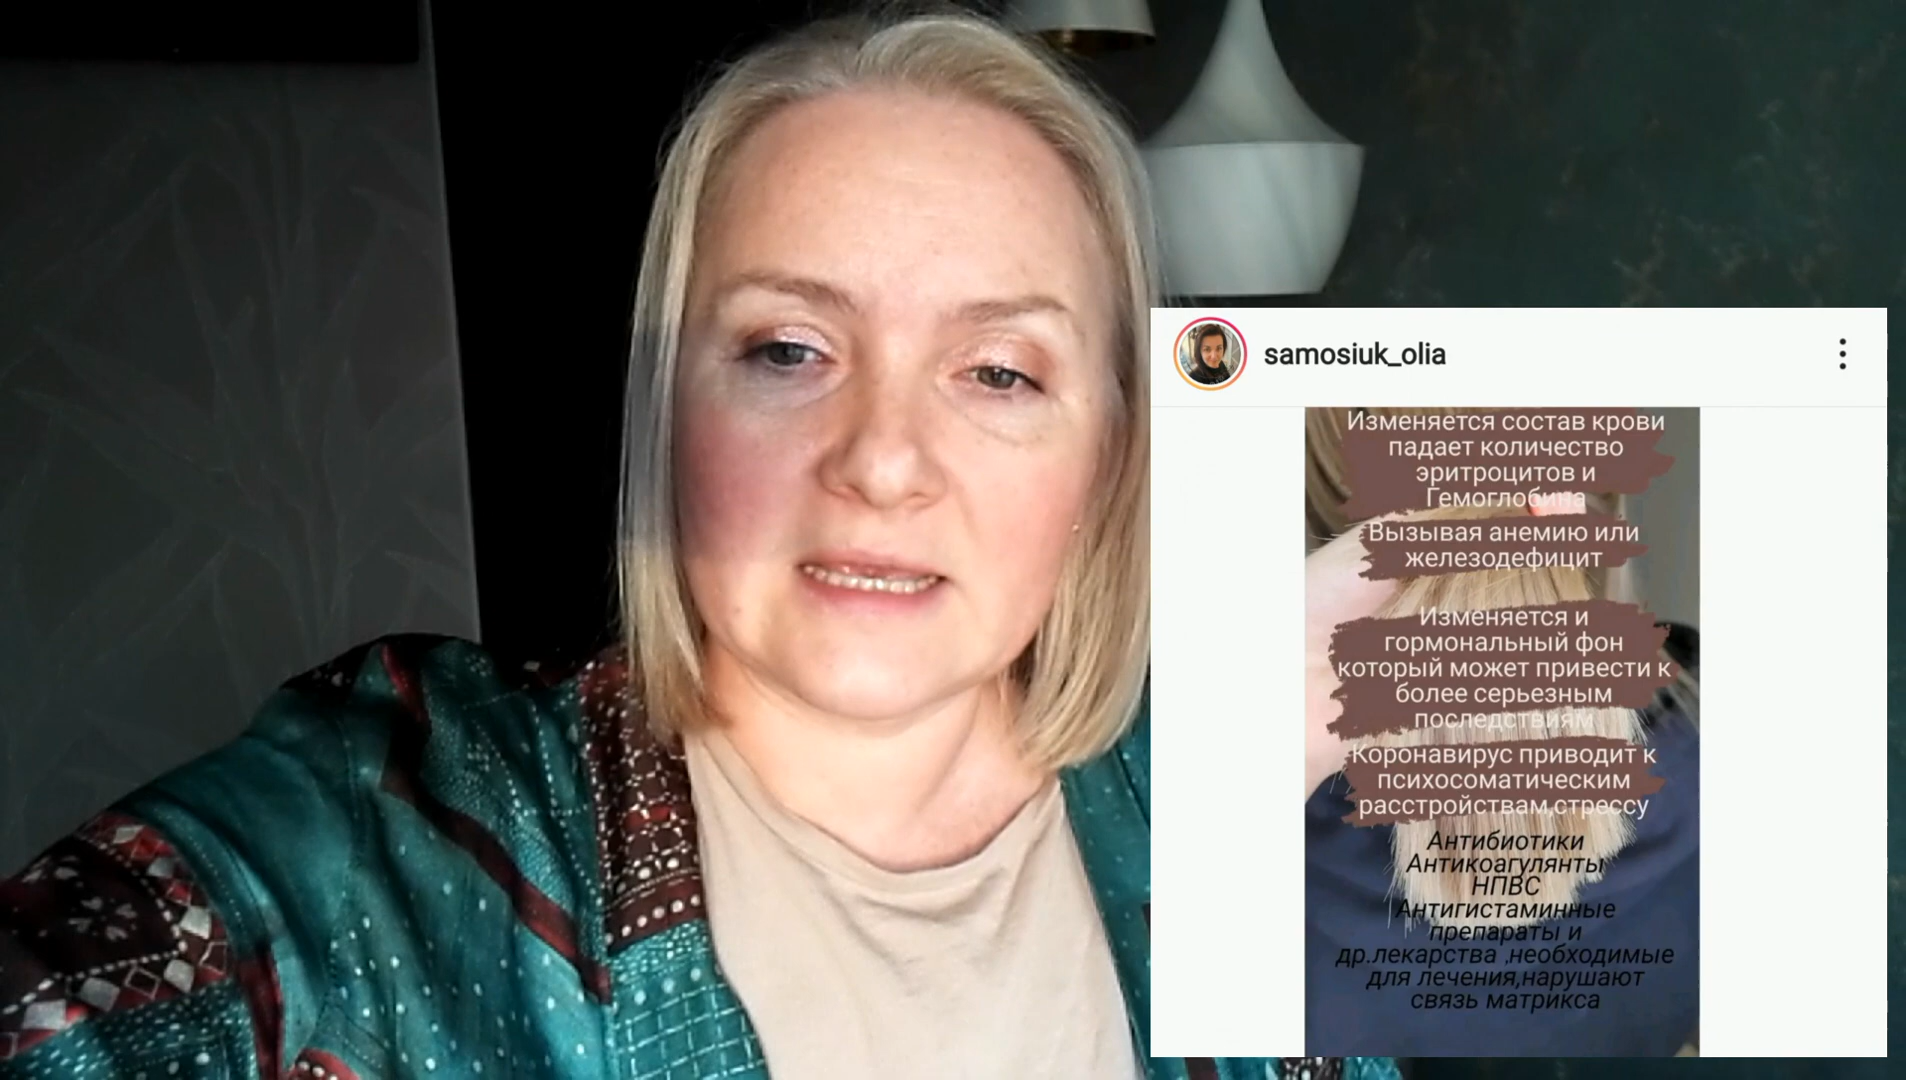 samosiuk_olia
Изменяется состав крови
падает количество
эритроцитов и
Гемоглобина
Вызывая анемию или
железодефицит
Изменяется и
гормональный фон
который может привести к
более серьезным
последствиям
Коронавирус приводит к
психосоматическим
расстройствам,стрессу
Антибиотики
Антикоагулянты
НПВС
Антигистаминные
препараты и
др.лекарства ,необходимые
для лечения,нарушают
связь матрикса